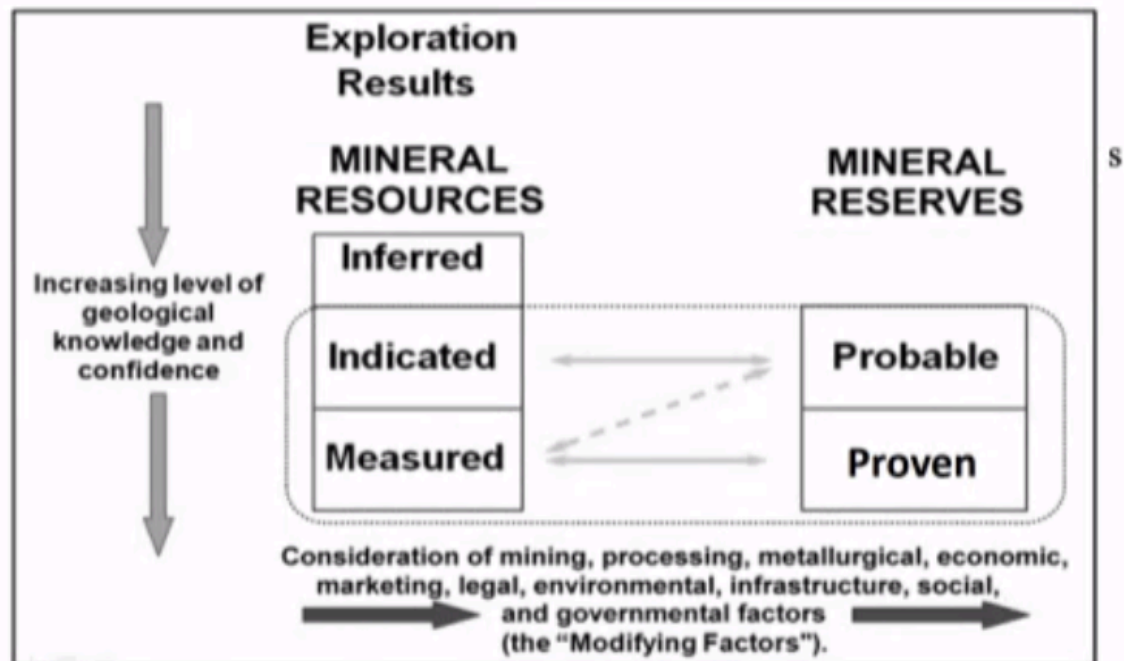 Exploration
Results
MINERAL
RESOURCES
MINERAL
RESERVES
s
Inferred
Increasing level of
geological
knowledge and
confidence
Indicated
Probable
Measured
Proven
Consideration of mining, processing, metallurgical, economic,
marketing, legal, environmental, infrastructure, social,
and governmental factors
(the “Modifying Factors”).